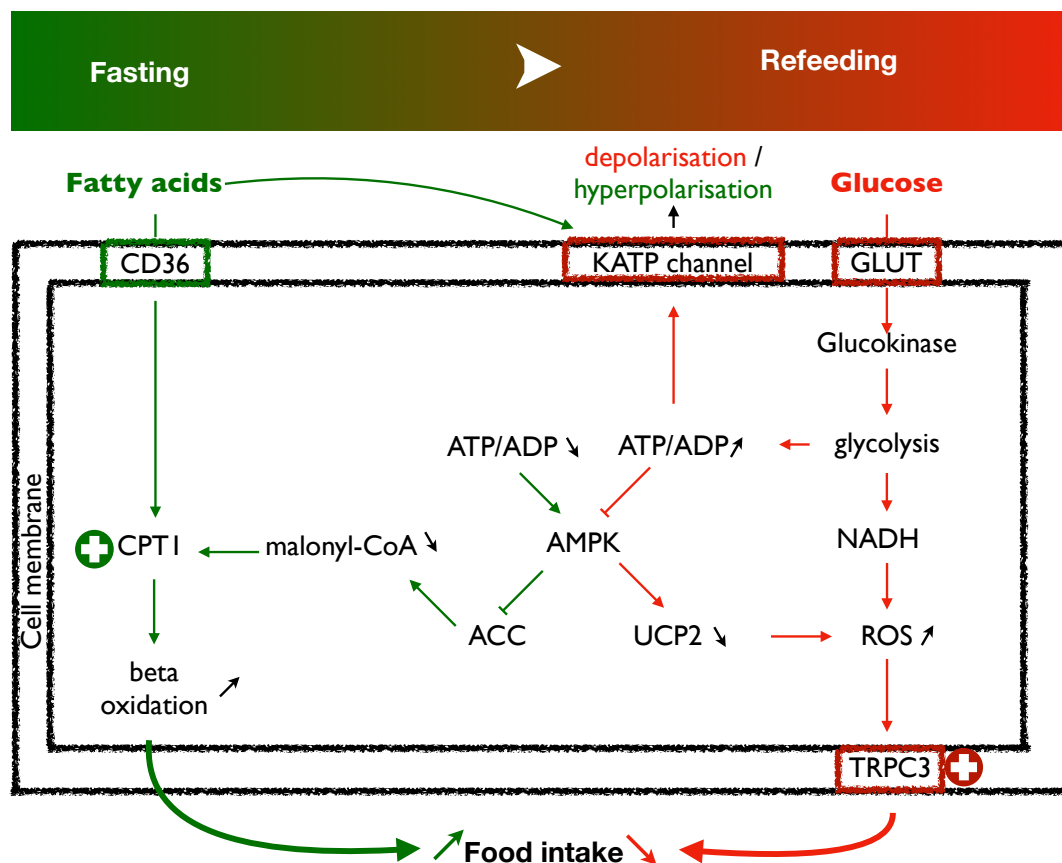 Fasting
Refeeding
depolarisation /
hyperpolarisation
Fatty acids
Glucose
CD36
KATP channel
GLUT
Glucokinase
ATP/ADP
ATP/ADP
glycolysis
CPT1
malonyl-CoA
AMPK
NADH
ACC
UCP2
ROS
beta
oxidation
Cell membrane
TRPC3
Food intake